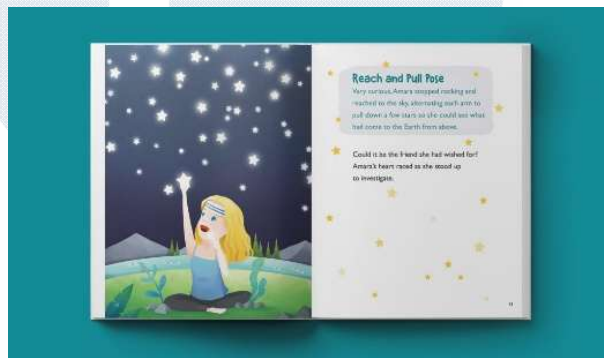 Reach and Pull Pose
Very curious, Amara stopped rocking and
reached to the sky, alternating each arm to
pull down a few stars so she could see what
had come to the Earth from above.
Could it be the friend she had wished for?
Amara's heart raced as she stood up
to investigate.